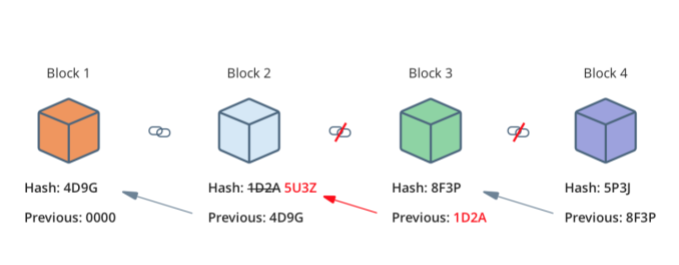 Block 1
Block 2
Block 3
Block 4
Hash: 4D9G
Hash: 1D2A 5U3Z
Hash: 8F3P
Hash: 5P3J
Previous: 0000
Previous: 4D9G
Previous: 1D2A
Previous: 8F3P